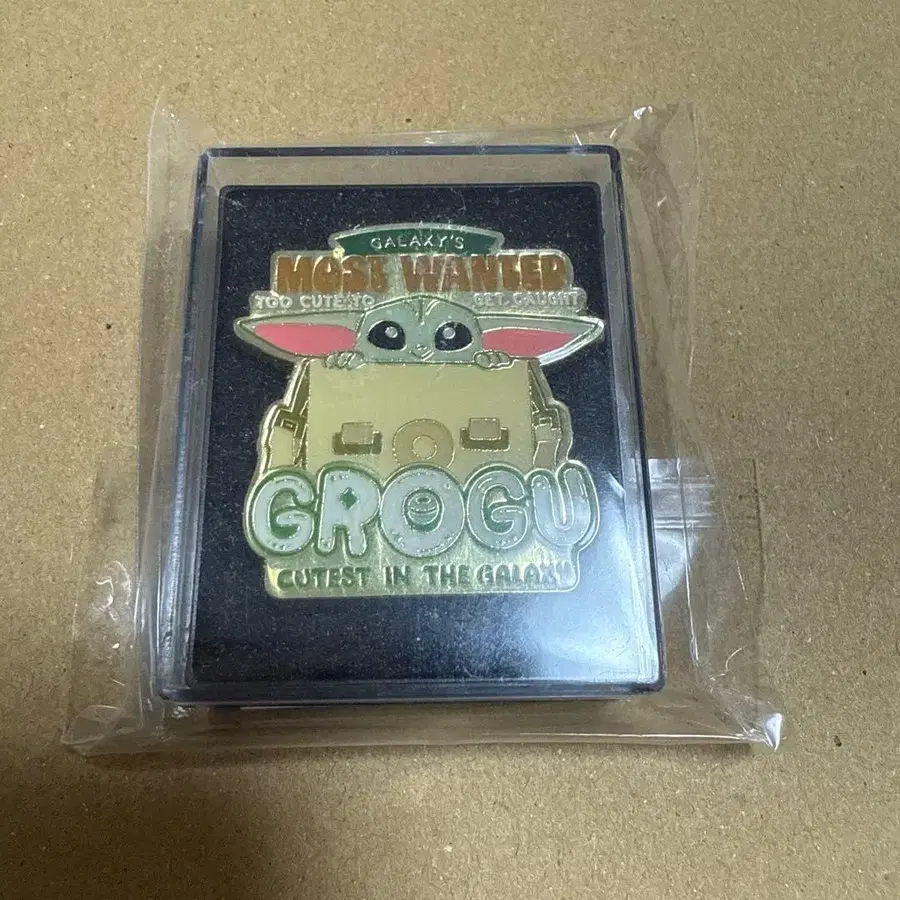 GALAXY'S
MOST WANTED
TOO CUTE TO GET CAUGHT
GROGU
CUTEST IN THE GALAXY